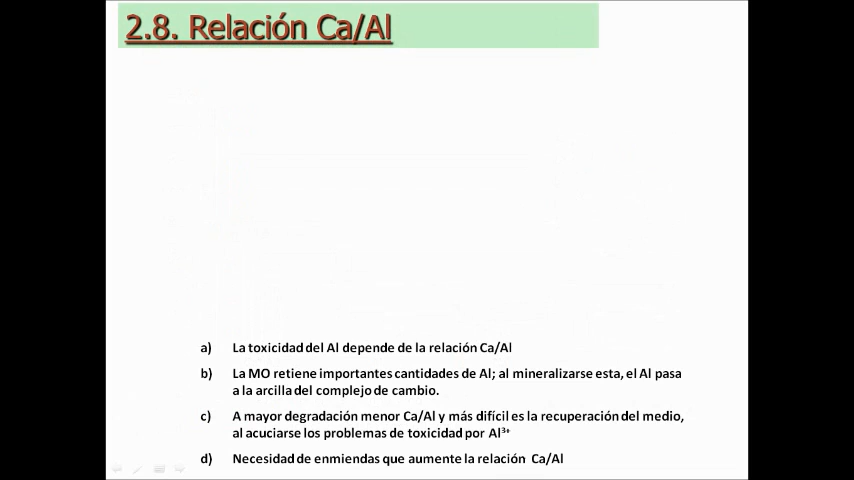 2.8. Relación Ca/Al
a) La toxicidad del Al depende de la relación Ca/Al
b) La MO retiene importantes cantidades de Al; al mineralizarse esta, el Al pasa
a la arcilla del complejo de cambio.
c) A mayor degradación menor Ca/Al y más difícil es la recuperación del medio,
al acuciarse los problemas de toxicidad por Al³⁺
d) Necesidad de enmiendas que aumente la relación Ca/Al